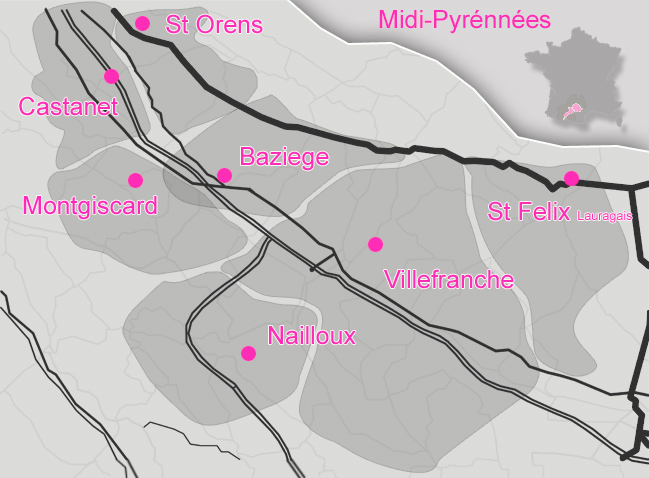 Midi-Pyrénnées
St Orens
Castanet
Baziege
Montgiscard
St Felix Lauragais
Villefranche
Nailloux